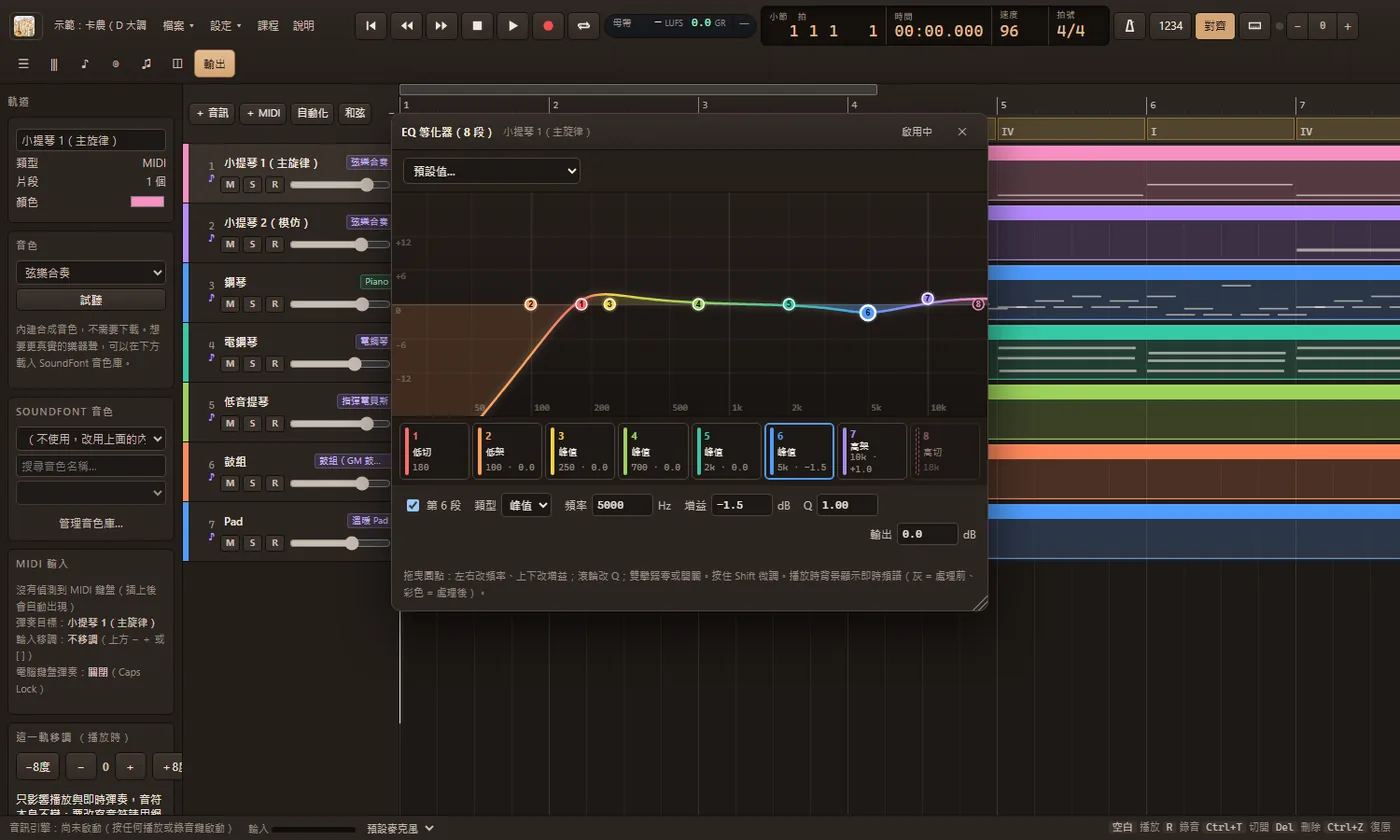 示範：卡農 ( D 大調
檔案 ▾
設定 ▾
課程
說明
母帶
− LUFS 0.0 GR —
小節 拍
1 1 1 1
時間
00:00.000
速度
96
拍號
4/4
1234
對齊
− 0 +
輸出
軌道
小提琴 1 ( 主旋律 )
類型 MIDI
片段 1 個
顏色
音色
弦樂合奏
試聽
內建合成音色，不需要下載。想
要更真實的樂器聲，可以在下方
載入 SoundFont 音色庫。
SOUNDFONT 音色
( 不使用，改用上面的內
搜尋音色名稱...
管理音色庫...
MIDI 輸入
沒有偵測到 MIDI 鍵盤 ( 插上後
會自動出現 )
彈奏目標：小提琴 1 ( 主旋律 )
輸入移調：不移調 ( 上方 − + 或
[ ] )
電腦鍵盤彈奏：關閉 ( Caps
Lock )
這一軌移調 ( 播放時 )
−8度 − 0 + +8度
只影響播放與即時彈奏，音符
+ 音訊
+ MIDI
自動化
和弦
1 2 3 4 5 6 7
IV I IV
1 小提琴 1 ( 主旋律 ) 弦樂合奏
M S R
2 小提琴 2 ( 模仿 ) 弦樂合奏
M S R
3 鋼琴 Piano
M S R
4 電鋼琴 電鋼琴
M S R
5 低音提琴 指彈電貝斯
M S R
6 鼓組 鼓組 ( GM 鼓...
M S R
7 Pad 溫暖 Pad
M S R
EQ 等化器 ( 8 段 ) 小提琴 1 ( 主旋律 )
啟用中 ×
預設值...
+12
+6
0
−6
−12
2 1 3 4 5 6 7 8
50 100 200 500 1k 2k 5k 10k
1 低切 180
2 低架 100 · 0.0
3 峰值 250 · 0.0
4 峰值 700 · 0.0
5 峰值 2k · 0.0
6 峰值 5k · −1.5
7 高架 10k · +1.0
8 高切 18k
第 6 段 類型 峰值 頻率 5000 Hz 增益 −1.5 dB Q 1.00
輸出 0.0 dB
拖曳圓點：左右改頻率、上下改增益；滾輪改 Q；雙擊歸零或開關。按住 Shift 微調。播放時背景顯示即時頻譜 ( 灰 = 處理前、
彩色 = 處理後 ) 。
音訊引擎：尚未啟動 ( 按任何播放或錄音鍵啟動 )
輸入
預設麥克風
空白 播放 R 錄音 Ctrl+T 切開 Del 刪除 Ctrl+Z 復原